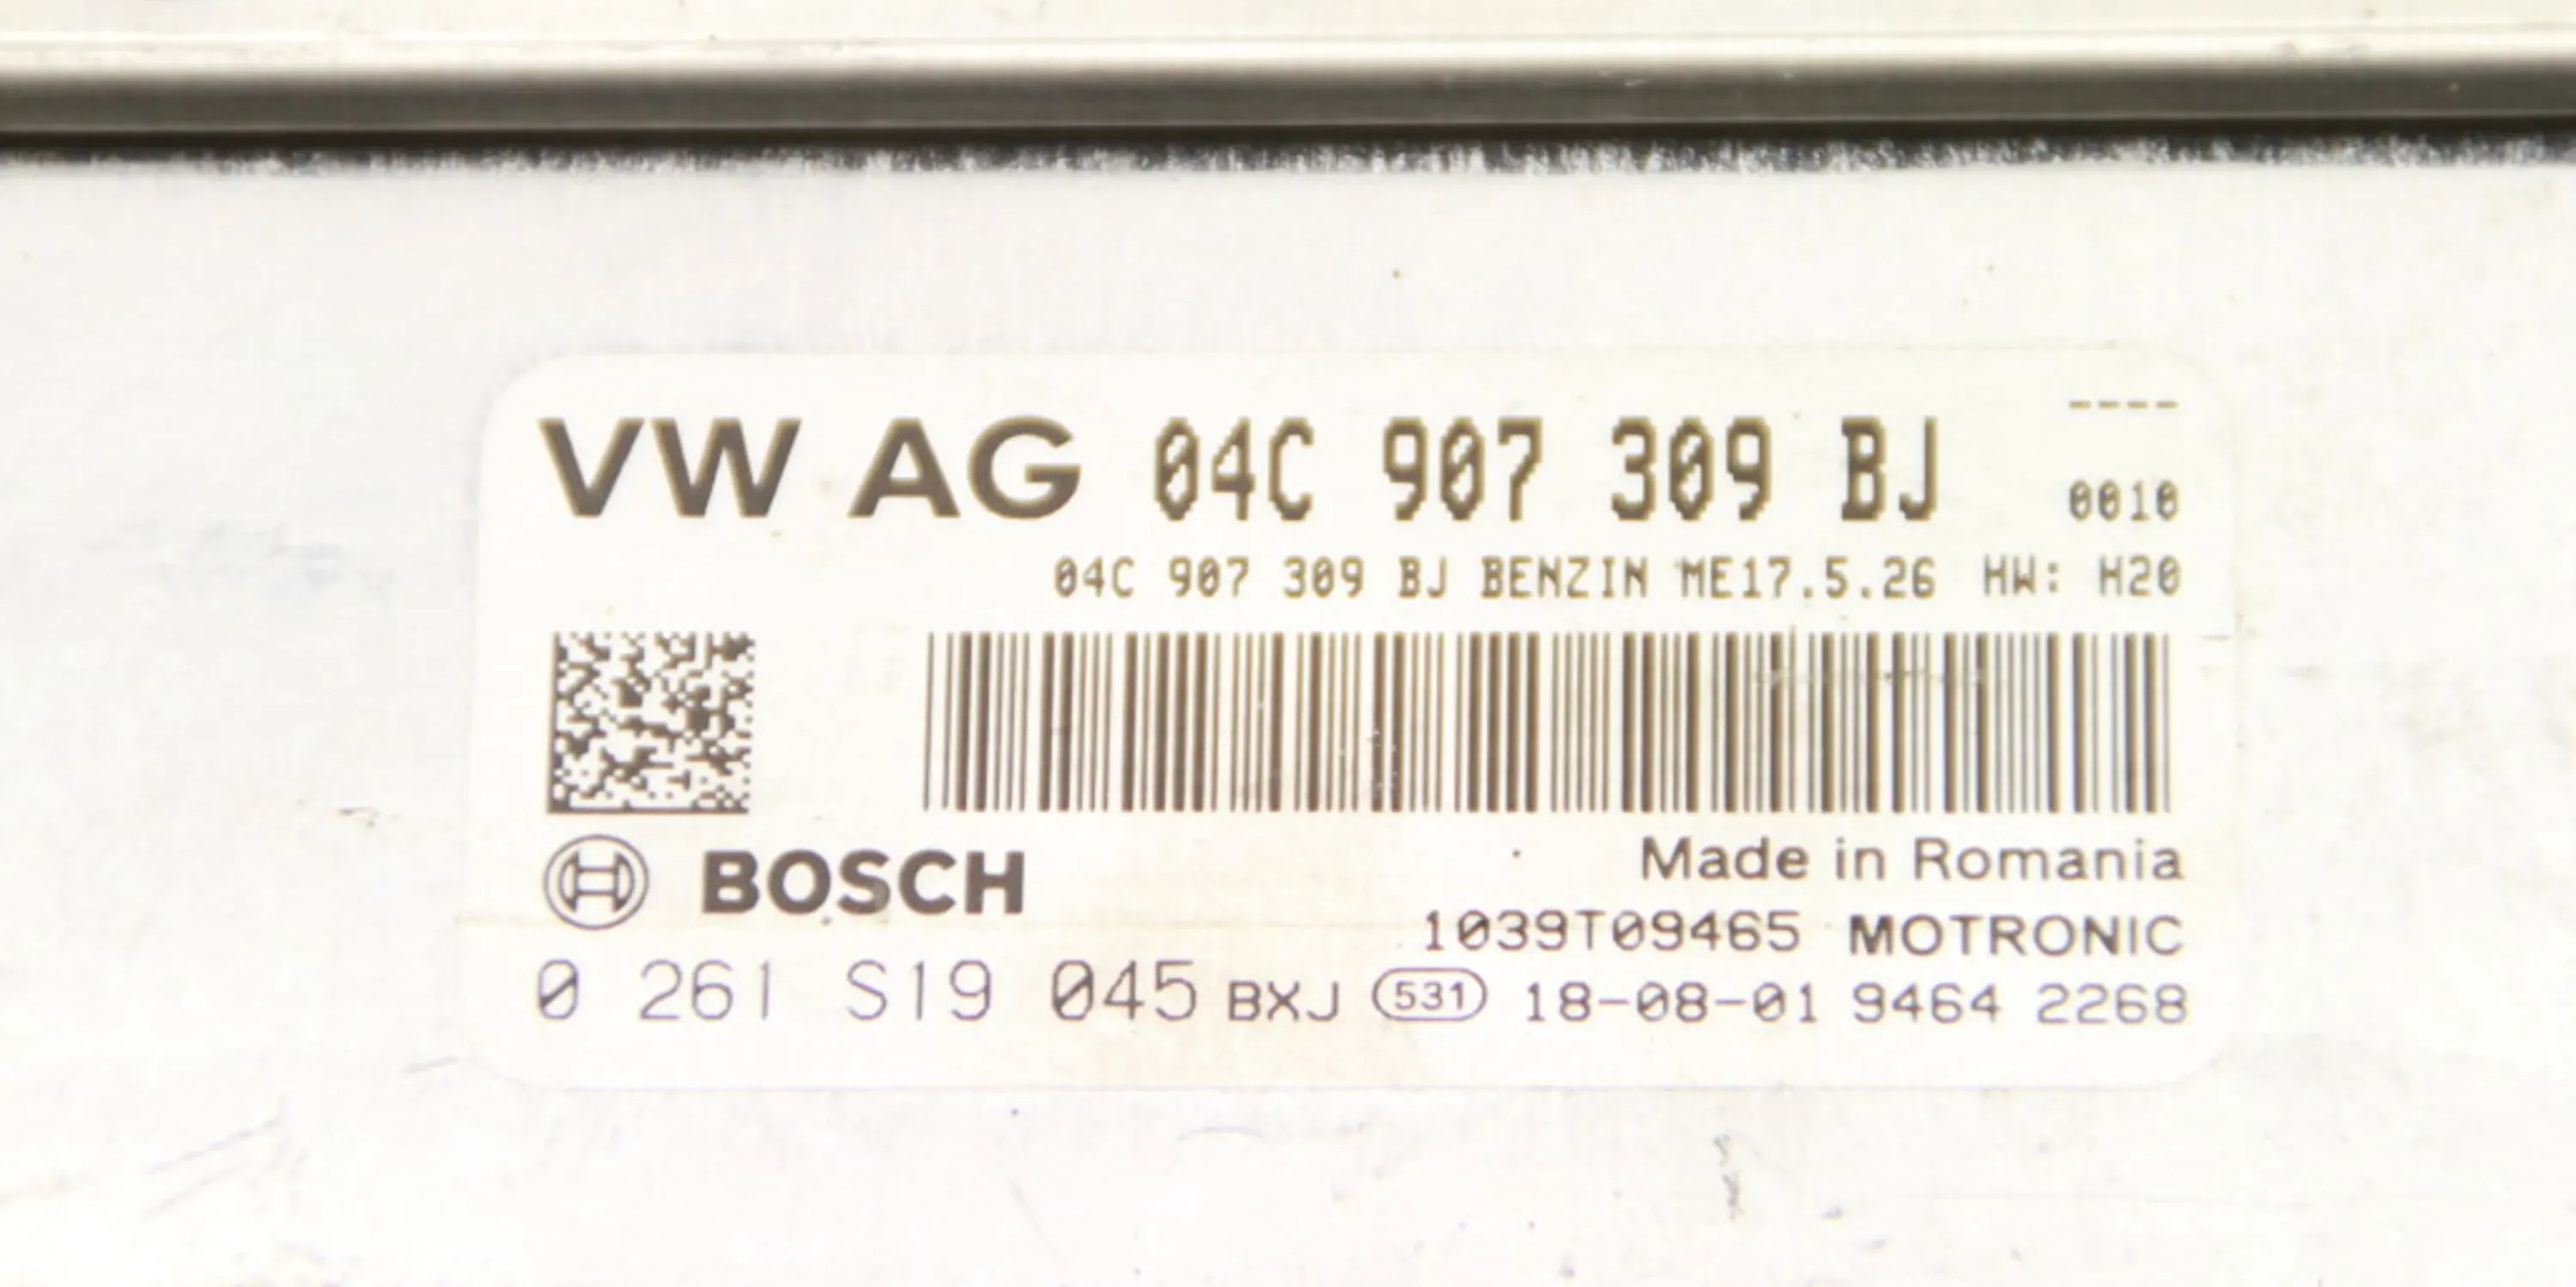 ----
VW AG 04C 907 309 BJ 0010
04C 907 309 BJ BENZIN ME17.5.26 HW: H20
Made in Romania
BOSCH
1039T09465 MOTRONIC
0 261 S19 045 BXJ 531 18-08-01 9464 2268